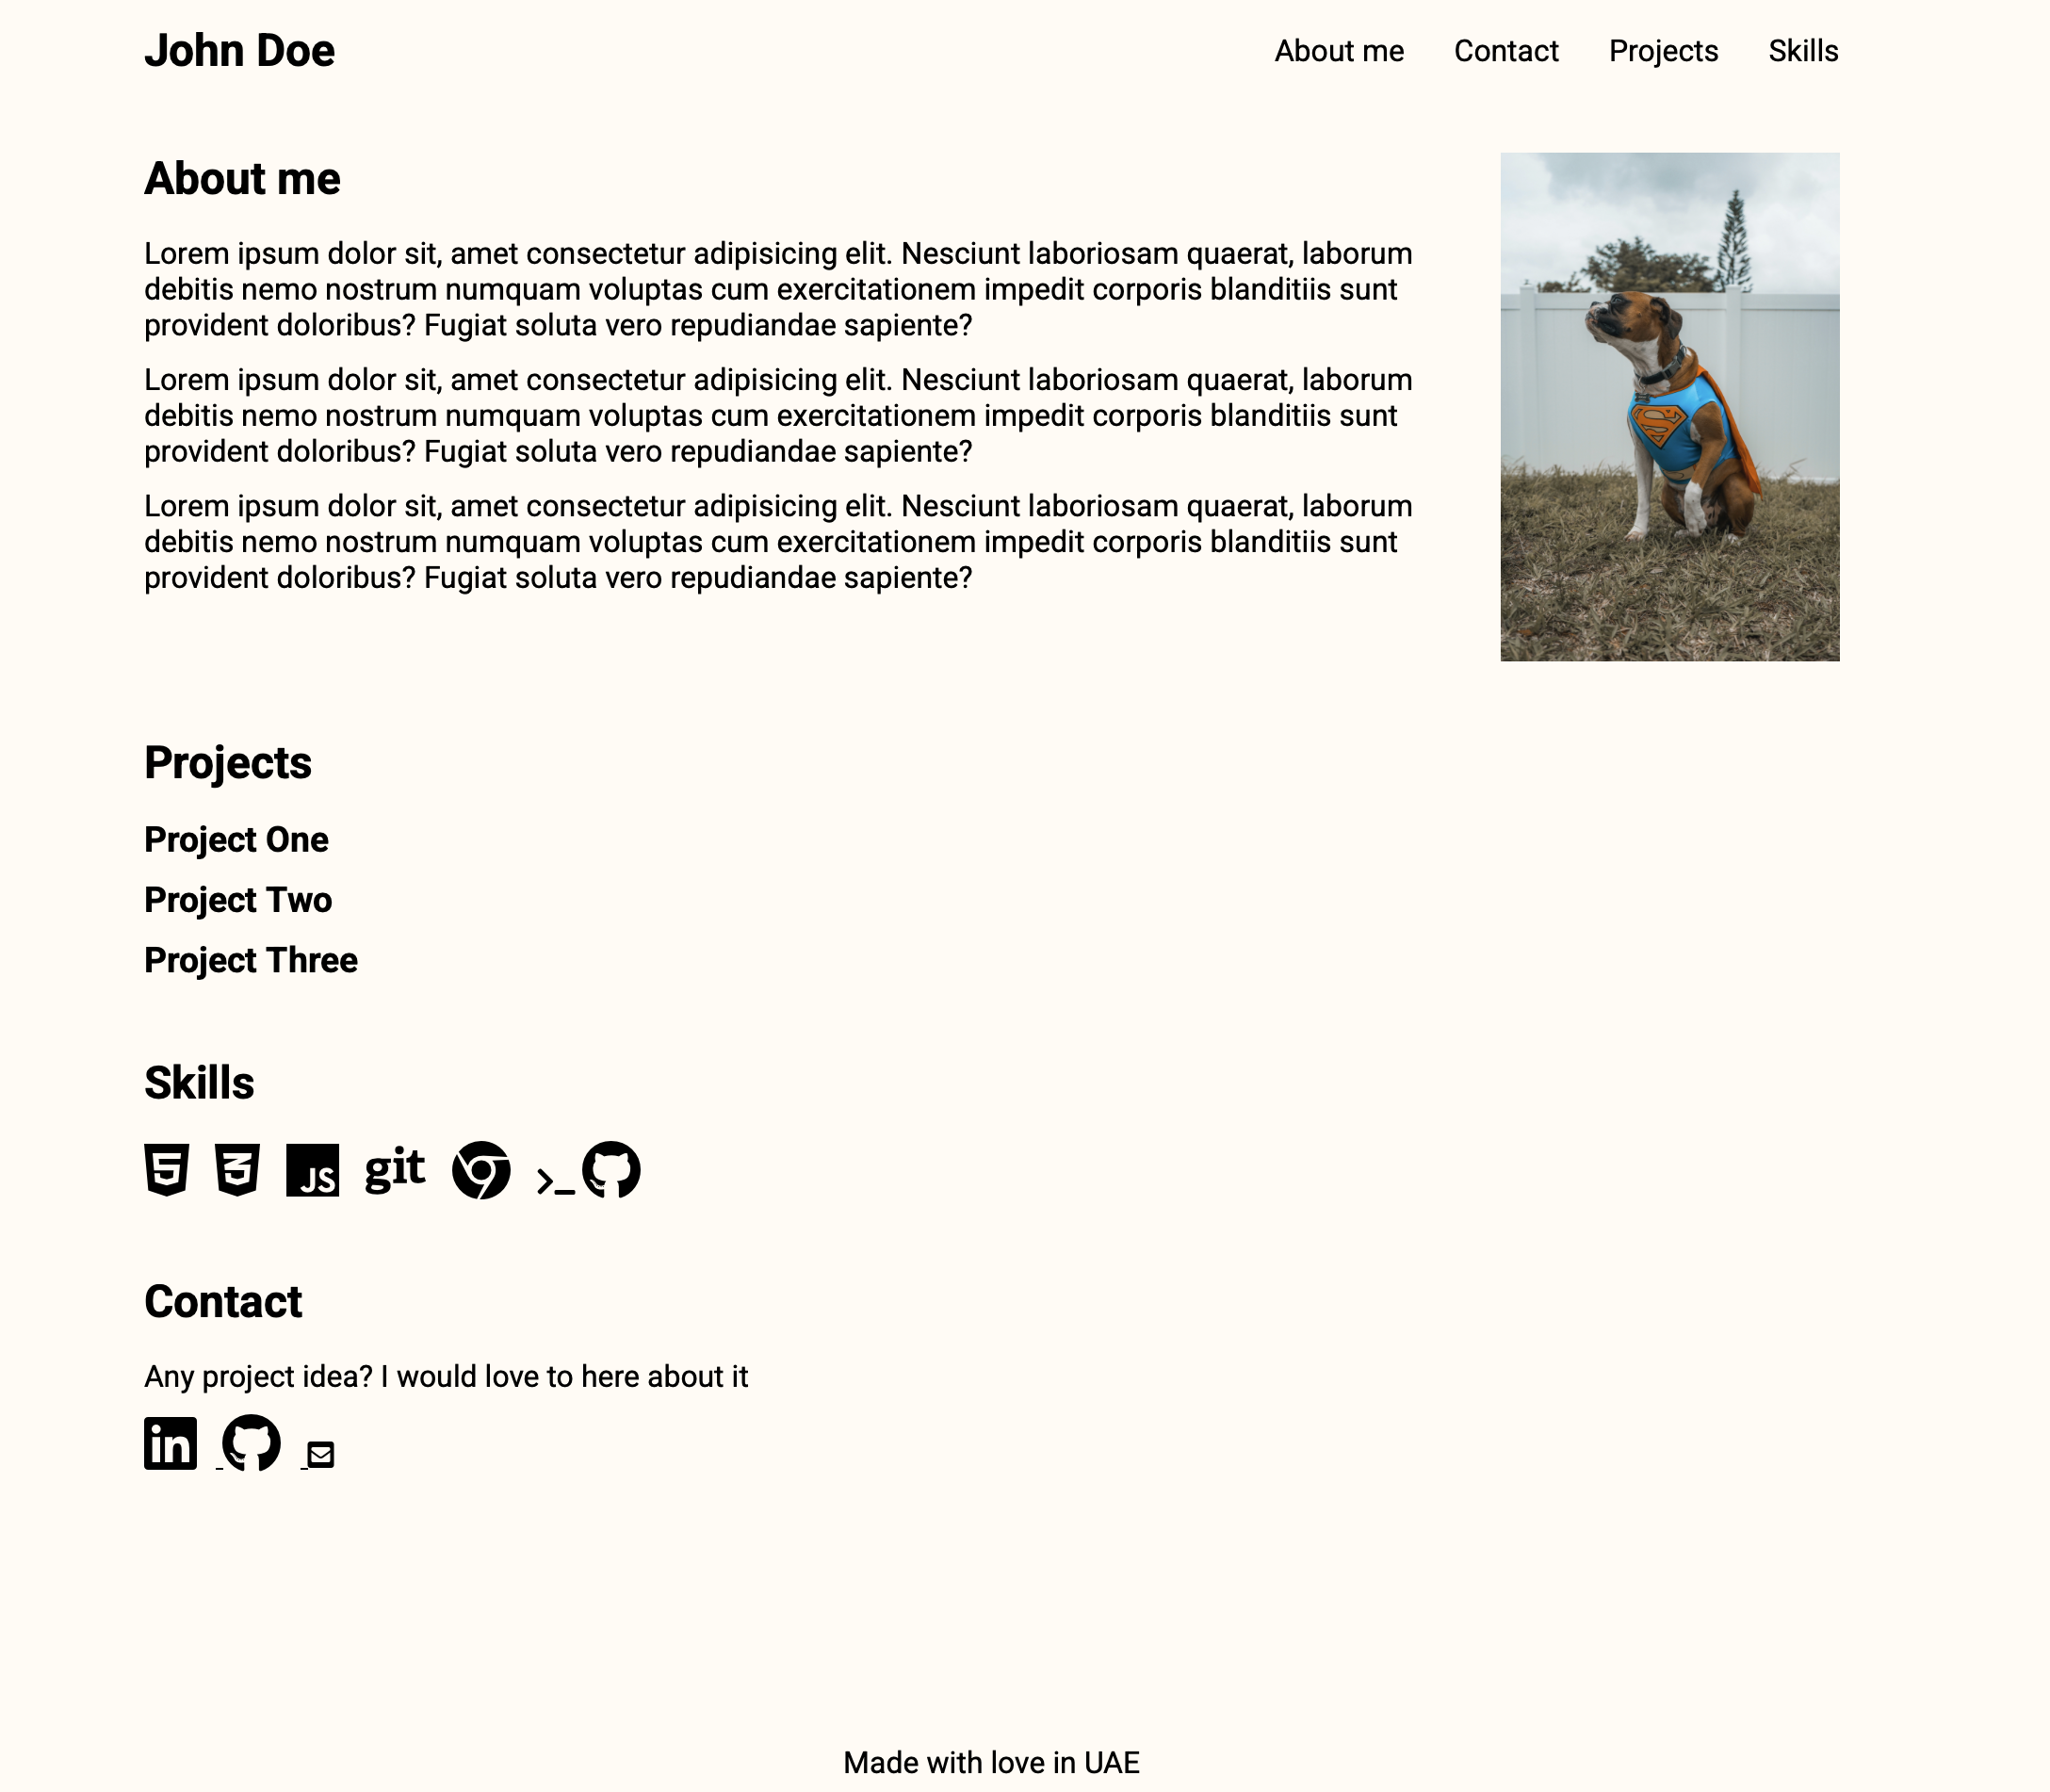 John Doe
About me Contact Projects Skills
About me
Lorem ipsum dolor sit, amet consectetur adipisicing elit. Nesciunt laboriosam quaerat, laborum
debitis nemo nostrum numquam voluptas cum exercitationem impedit corporis blanditiis sunt
provident doloribus? Fugiat soluta vero repudiandae sapiente?
Lorem ipsum dolor sit, amet consectetur adipisicing elit. Nesciunt laboriosam quaerat, laborum
debitis nemo nostrum numquam voluptas cum exercitationem impedit corporis blanditiis sunt
provident doloribus? Fugiat soluta vero repudiandae sapiente?
Lorem ipsum dolor sit, amet consectetur adipisicing elit. Nesciunt laboriosam quaerat, laborum
debitis nemo nostrum numquam voluptas cum exercitationem impedit corporis blanditiis sunt
provident doloribus? Fugiat soluta vero repudiandae sapiente?
S
Projects
Project One
Project Two
Project Three
Skills
5 3 JS git >_
Contact
Any project idea? I would love to here about it
in
Made with love in UAE